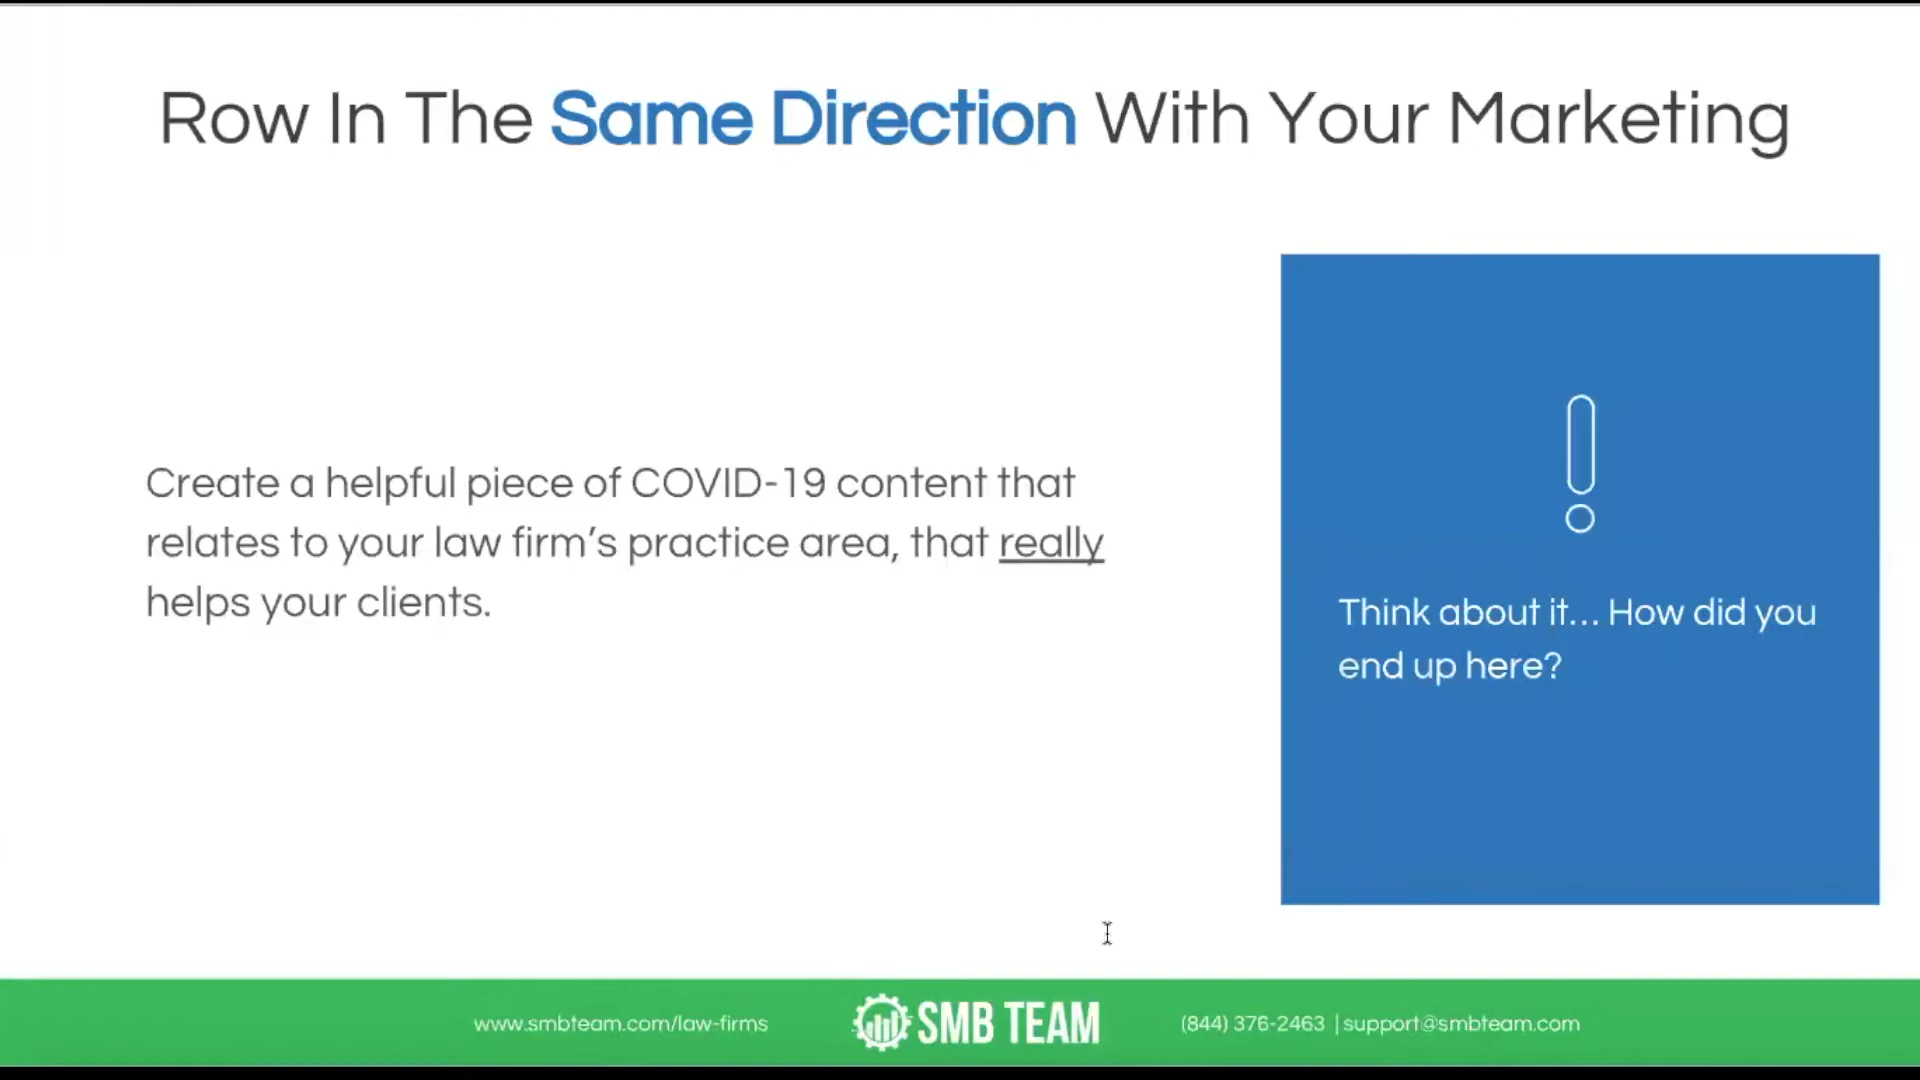 Row In The Same Direction With Your Marketing
Create a helpful piece of COVID-19 content that
relates to your law firm’s practice area, that really
helps your clients.
Think about it... How did you
end up here?
www.smbteam.com/law-firms
SMB TEAM
(844) 376-2463 | support@smbteam.com